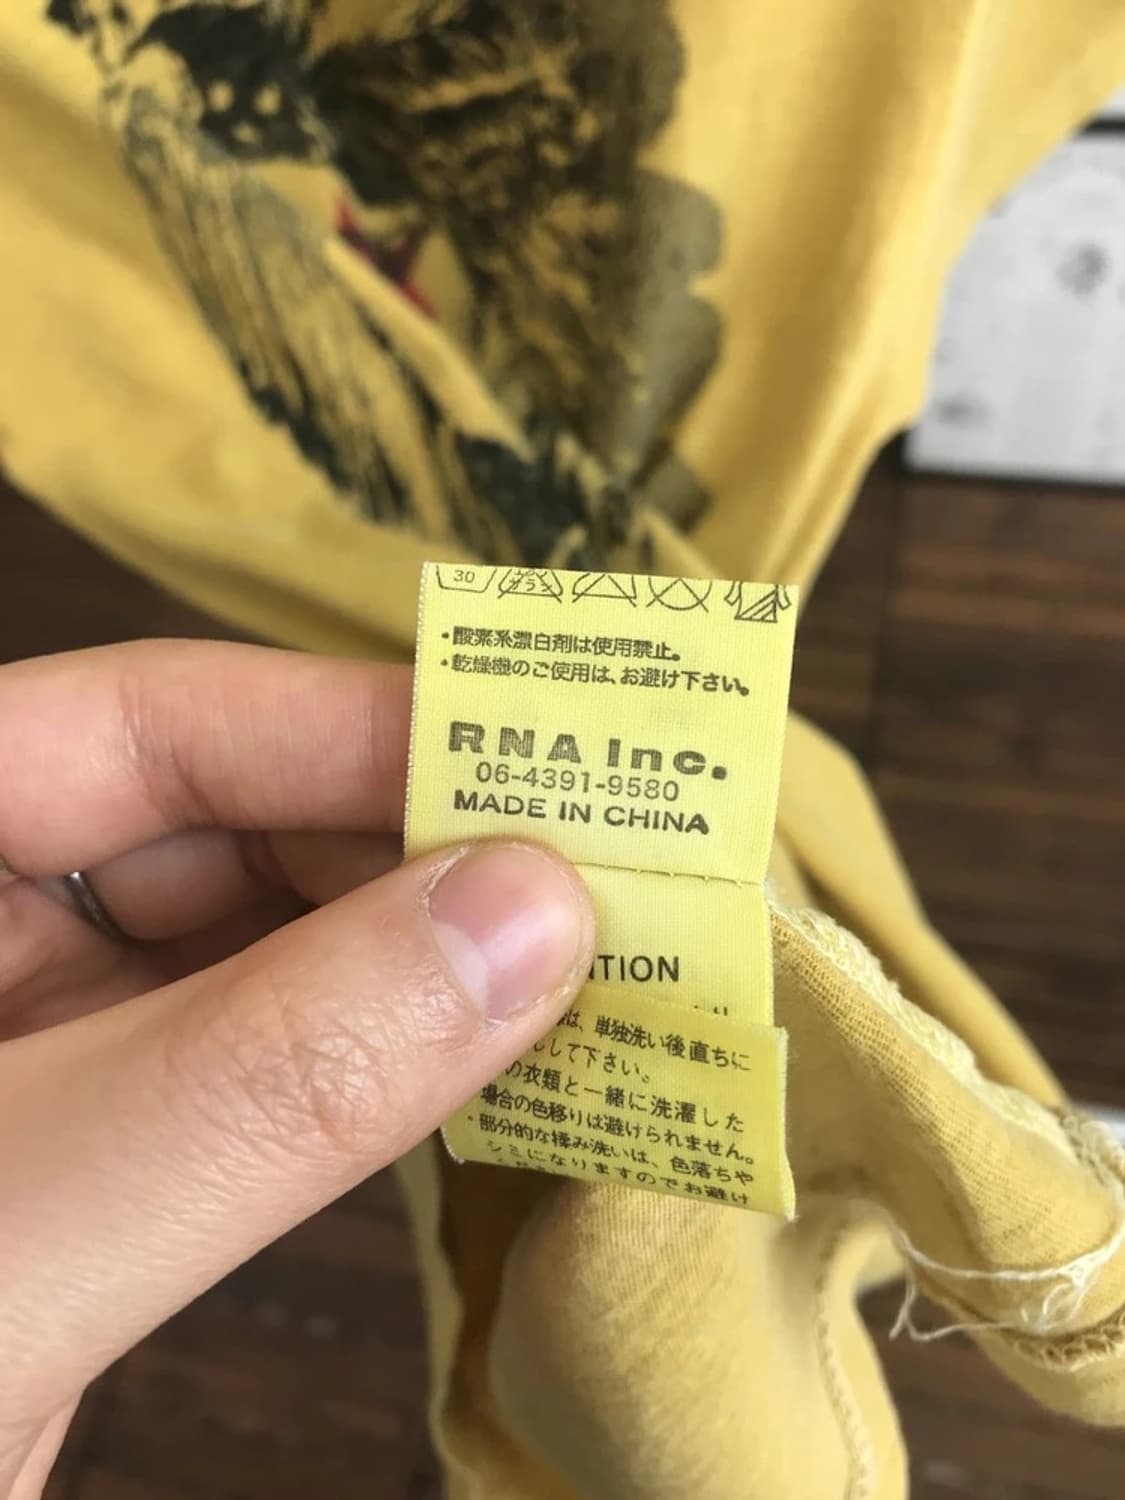 30
・酸素系漂白剤は使用禁止。
・乾燥機のご使用は、お避け下さい。
RNA Inc.
06-4391-9580
MADE IN CHINA
TION
は、単独洗い後直ちに
して下さい。
の衣類と一緒に洗濯した
場合の色移りは避けられません。
・部分的な揉み洗いは、色落ちや
シミになりますのでお避け